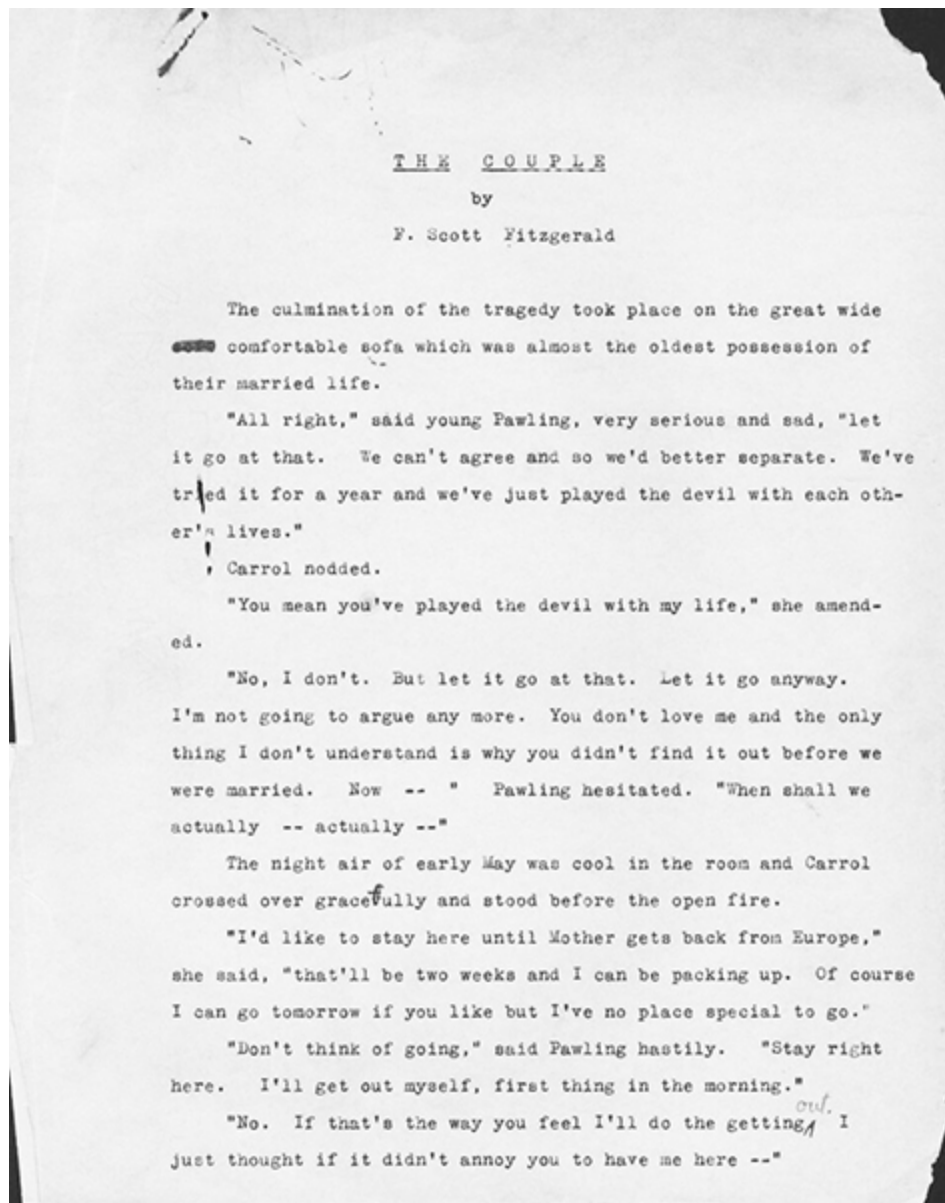 THE COUPLE
by
F. Scott Fitzgerald
The culmination of the tragedy took place on the great wide
comfortable sofa which was almost the oldest possession of
their married life.
"All right," said young Pawling, very serious and sad, "let
it go at that. We can't agree and so we'd better separate. We've
tried it for a year and we've just played the devil with each oth-
er's lives."
Carrol nodded.
"You mean you've played the devil with my life," she amend-
ed.
"No, I don't. But let it go at that. Let it go anyway.
I'm not going to argue any more. You don't love me and the only
thing I don't understand is why you didn't find it out before we
were married. Now -- " Pawling hesitated. "When shall we
actually -- actually --"
The night air of early May was cool in the room and Carrol
crossed over gracefully and stood before the open fire.
"I'd like to stay here until Mother gets back from Europe,"
she said, "that'll be two weeks and I can be packing up. Of course
I can go tomorrow if you like but I've no place special to go."
"Don't think of going," said Pawling hastily. "Stay right
here. I'll get out myself, first thing in the morning."
"No. If that's the way you feel I'll do the getting out. I
just thought if it didn't annoy you to have me here --"